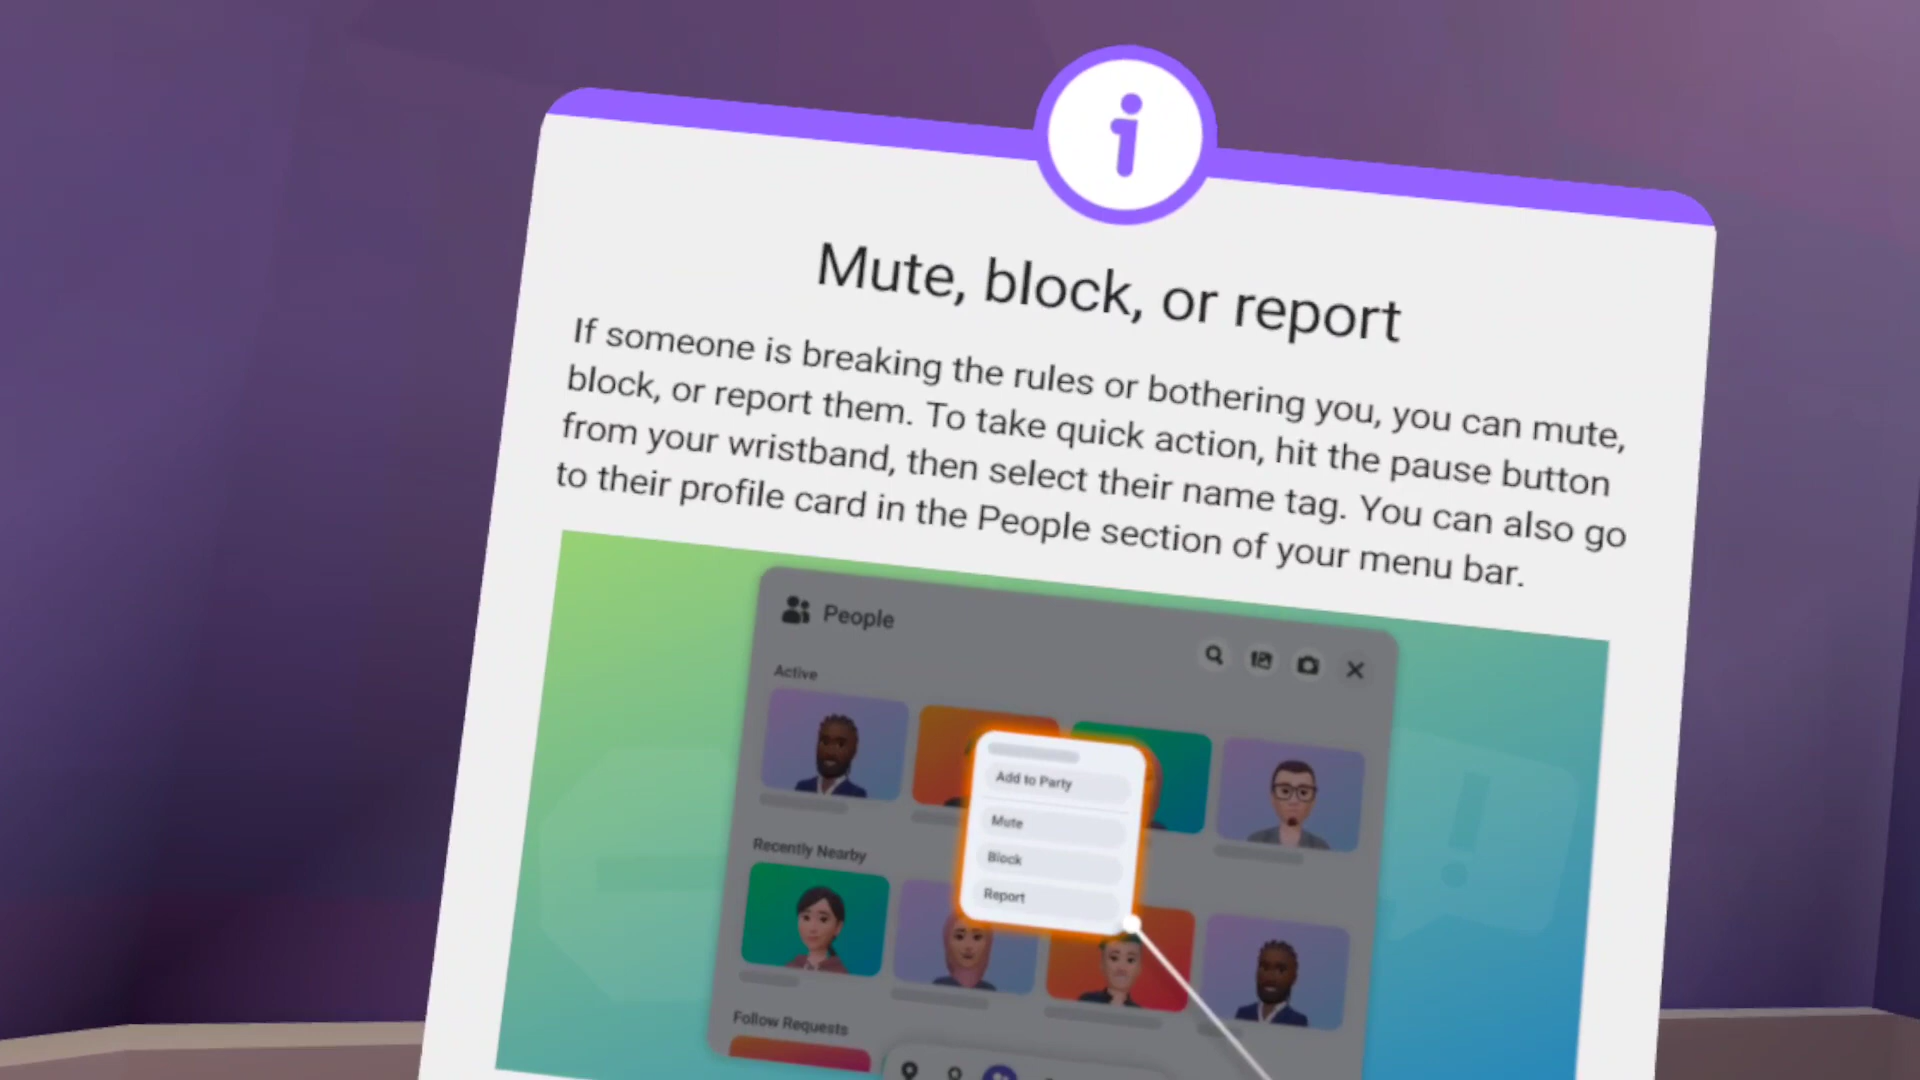 Mute, block, or report
If someone is breaking the rules or bothering you, you can mute,
block, or report them. To take quick action, hit the pause button
from your wristband, then select their name tag. You can also go
to their profile card in the People section of your menu bar.
People
Active
Add to Party
Mute
Block
Report
Recently Nearby
Follow Requests